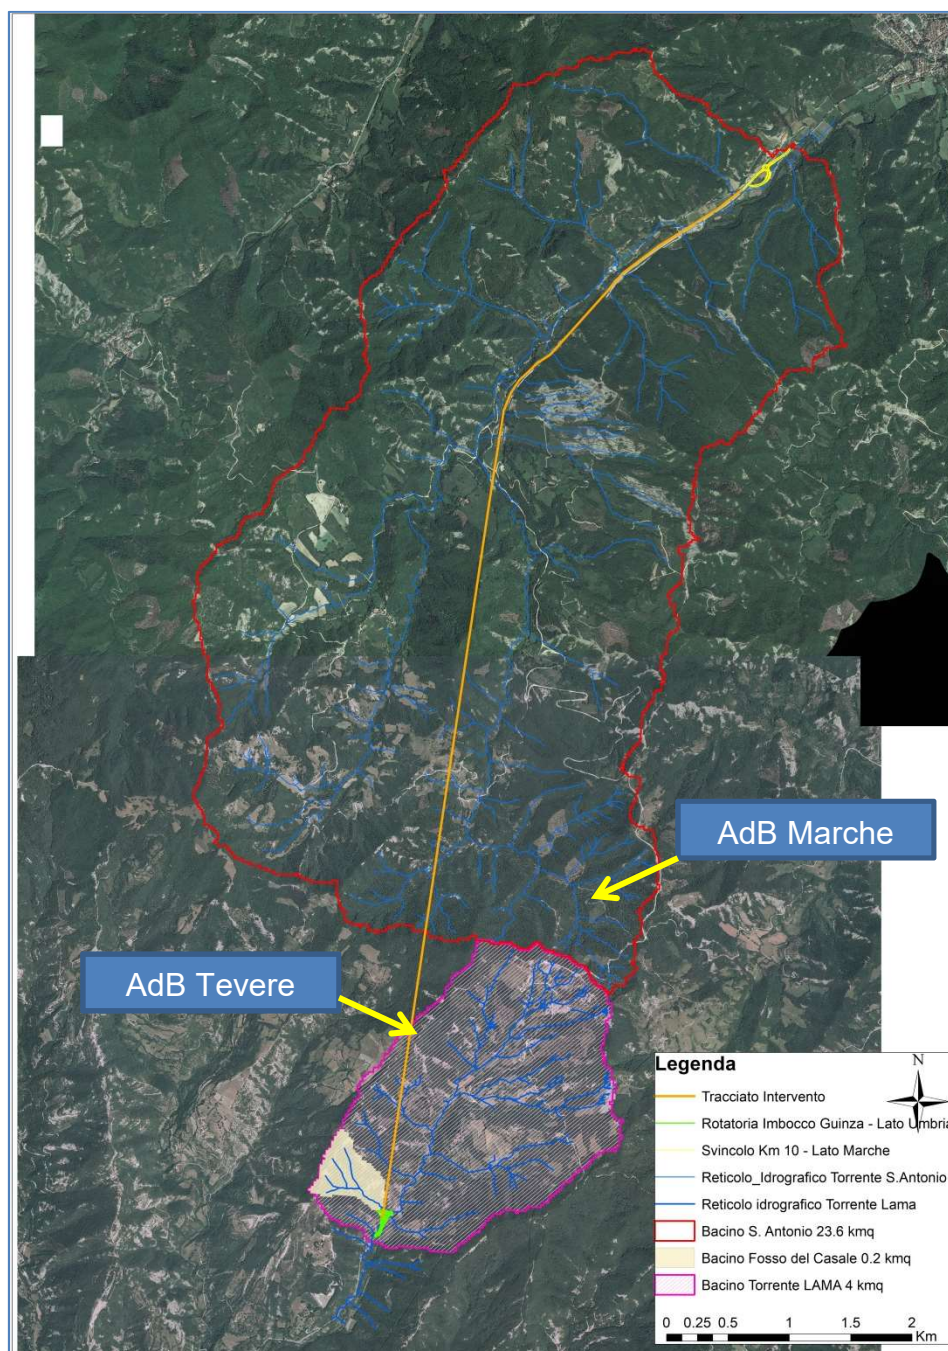 AdB Marche
AdB Tevere
Legenda
N
Tracciato Intervento
Rotatoria Imbocco Guinza - Lato Umbria
Svincolo Km 10 - Lato Marche
Reticolo_Idrografico Torrente S.Antonio
Reticolo idrografico Torrente Lama
Bacino S. Antonio 23.6 kmq
Bacino Fosso del Casale 0.2 kmq
Bacino Torrente LAMA 4 kmq
0 0.25 0.5 1 1.5 2
Km